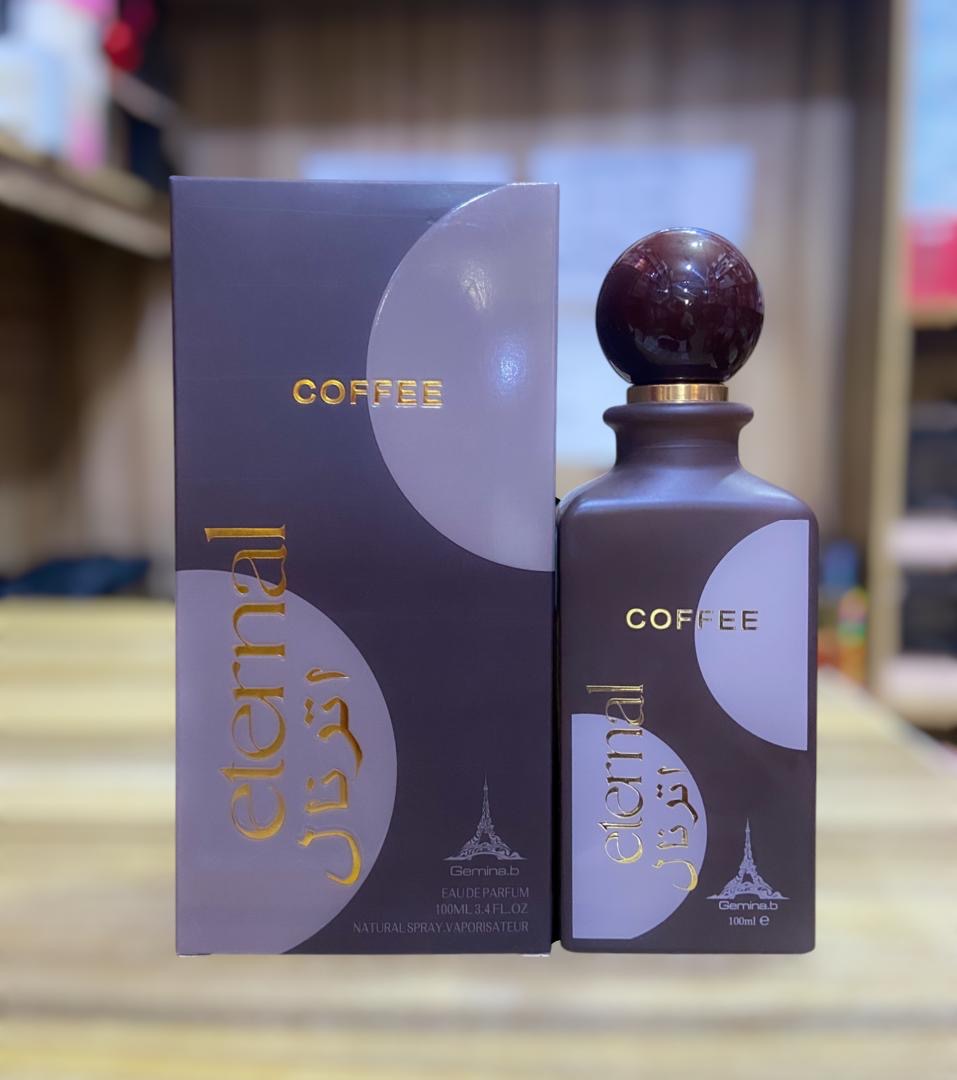 COFFEE
eternal
اترنال
Gemina.b
EAU DE PARFUM
100ML 3.4 FL.OZ
NATURAL SPRAY.VAPORISATEUR
COFFEE
eternal
اترنال
Gemina.b
100ml e